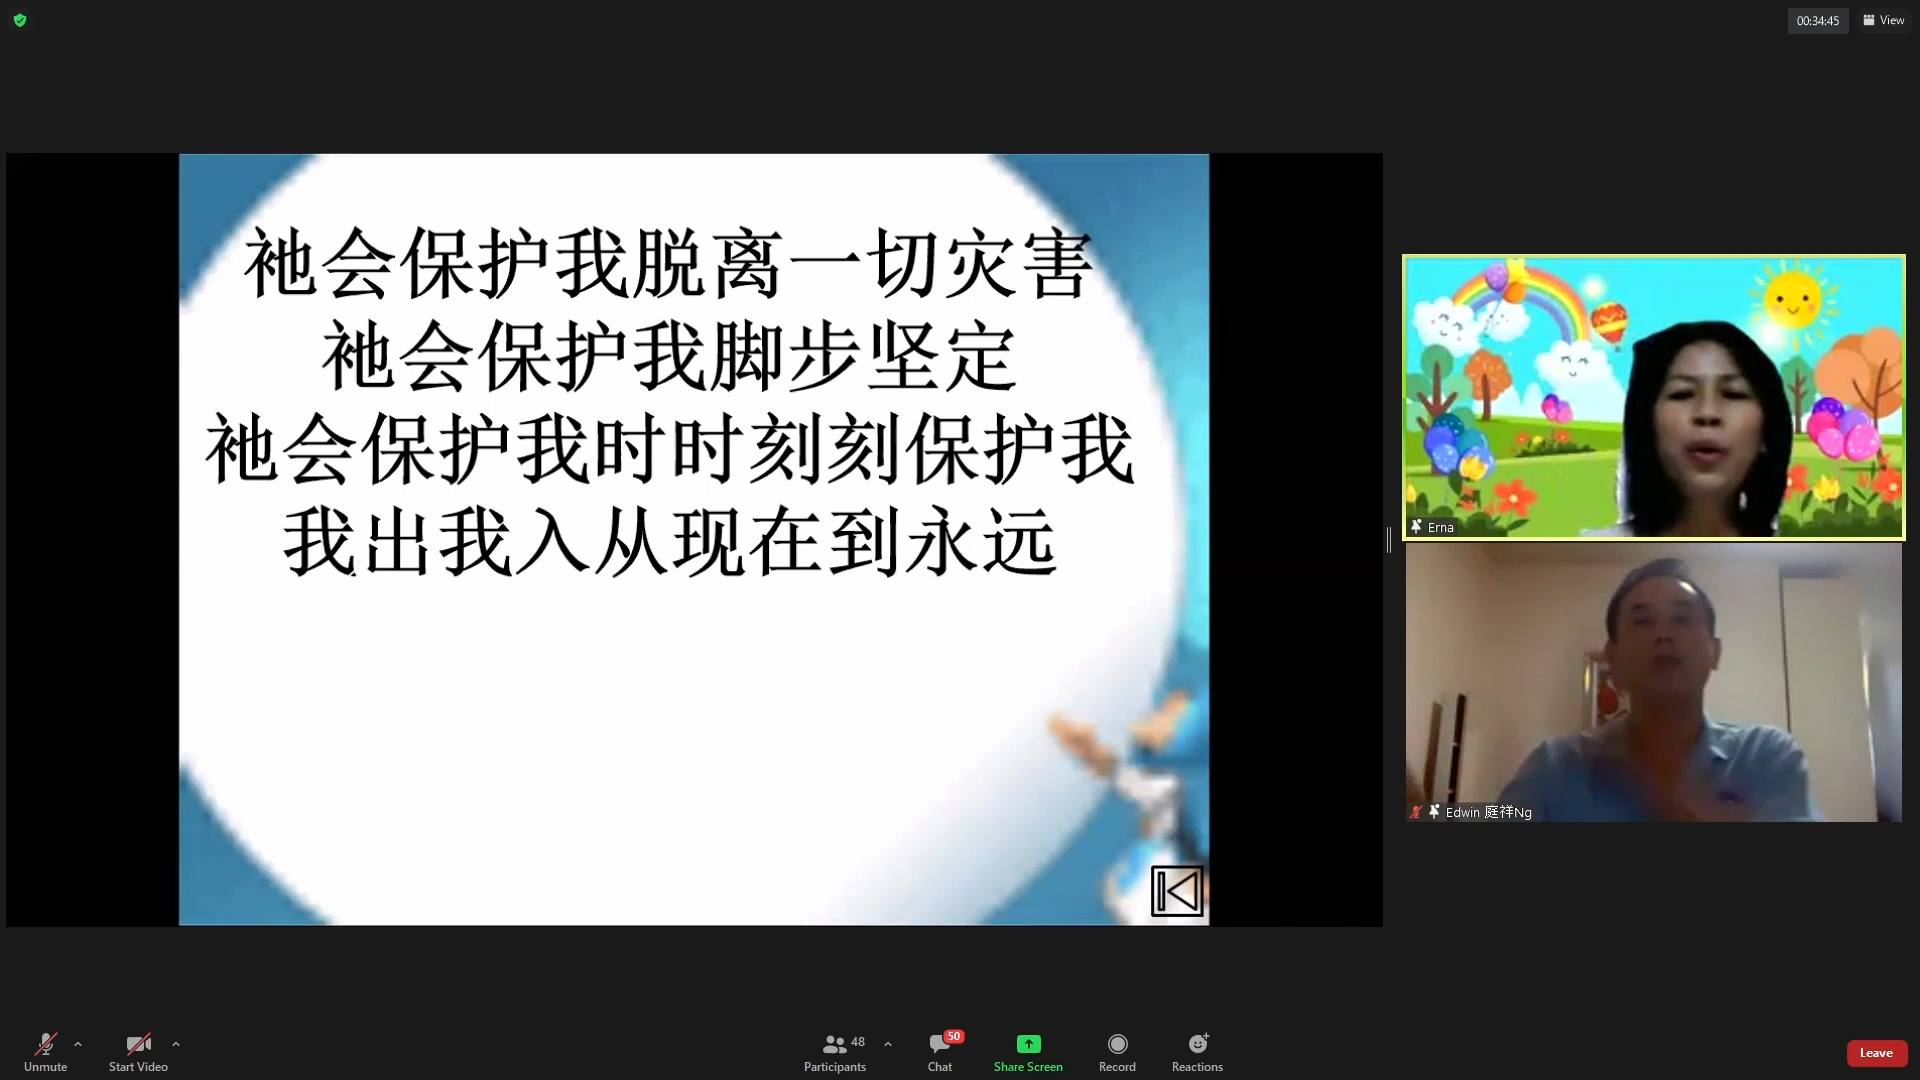 00:34:45
View
祂会保护我脱离一切灾害
祂会保护我脚步坚定
祂会保护我时时刻刻保护我
我出我入从现在到永远
Erna
Edwin 庭祥Ng
Unmute
Start Video
48
Participants
50
Chat
Share Screen
Record
Reactions
Leave